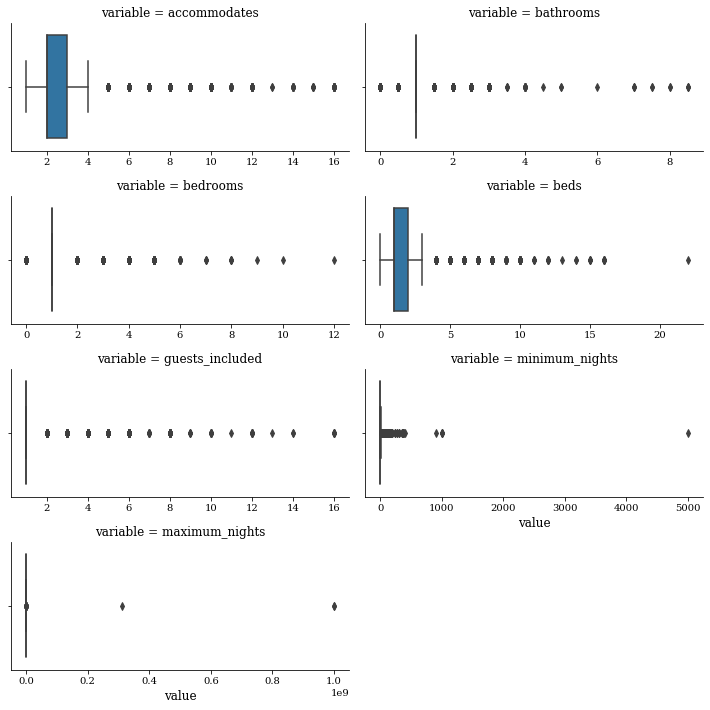 variable = accommodates
2 4 6 8 10 12 14 16
variable = bathrooms
0 2 4 6 8
variable = bedrooms
0 2 4 6 8 10 12
variable = beds
0 5 10 15 20
variable = guests_included
2 4 6 8 10 12 14 16
variable = minimum_nights
0 1000 2000 3000 4000 5000
value
variable = maximum_nights
0.0 0.2 0.4 0.6 0.8 1.0
1e9
value